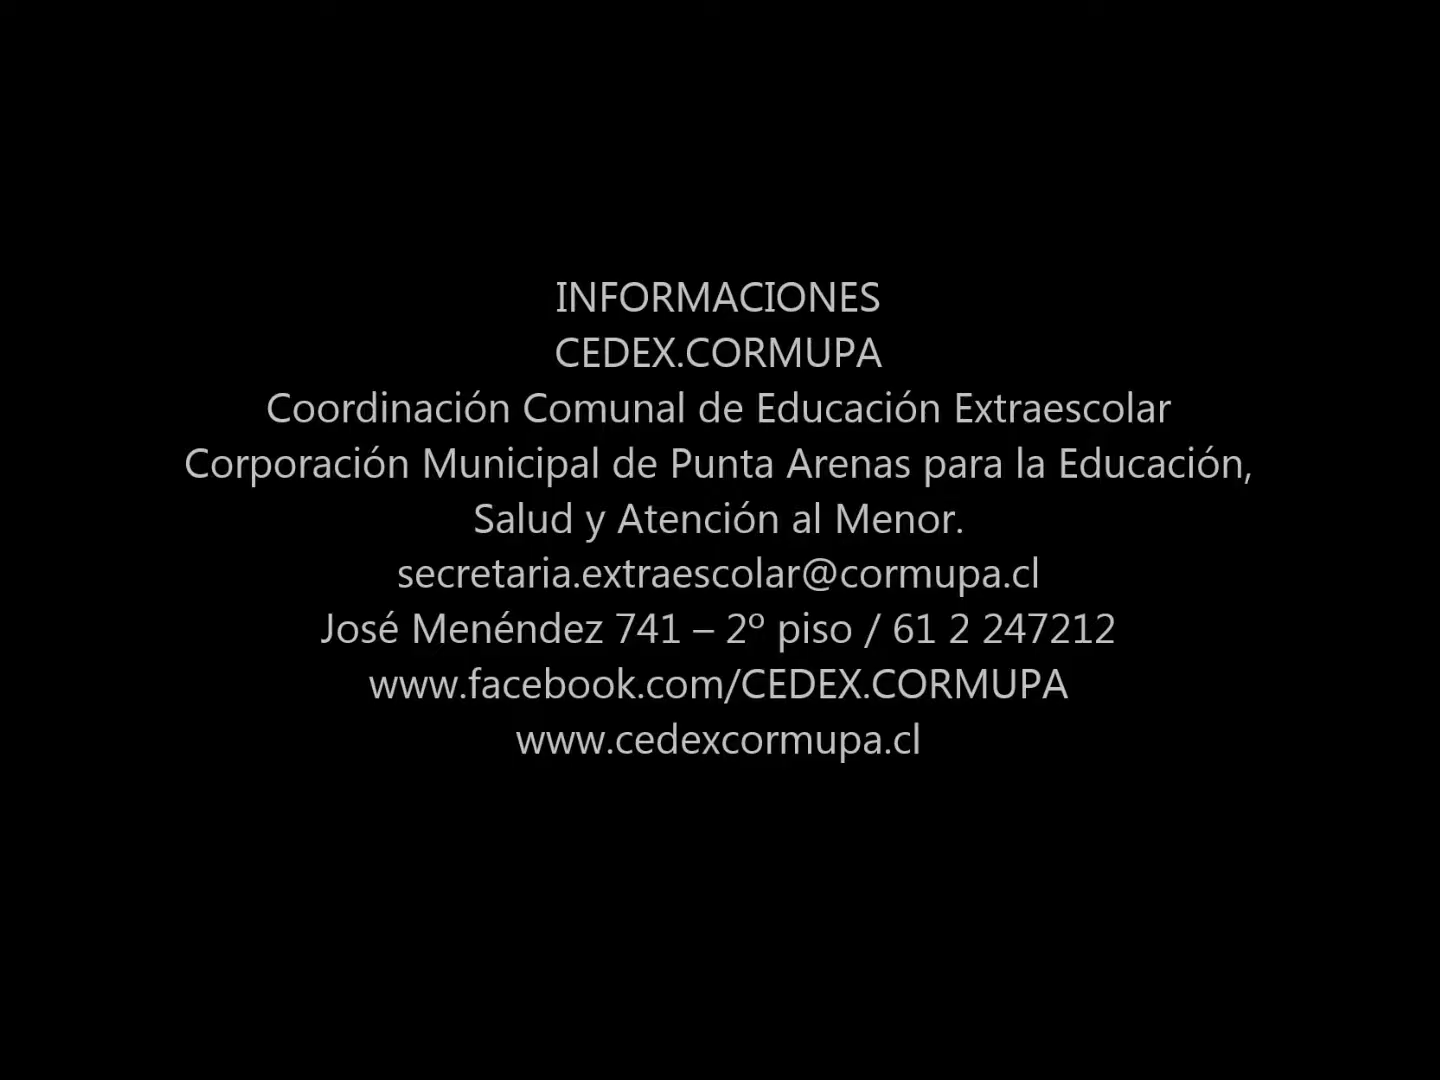 INFORMACIONES
CEDEX.CORMUPA
Coordinación Comunal de Educación Extraescolar
Corporación Municipal de Punta Arenas para la Educación,
Salud y Atención al Menor.
secretaria.extraescolar@cormupa.cl
José Menéndez 741 – 2º piso / 61 2 247212
www.facebook.com/CEDEX.CORMUPA
www.cedexcormupa.cl